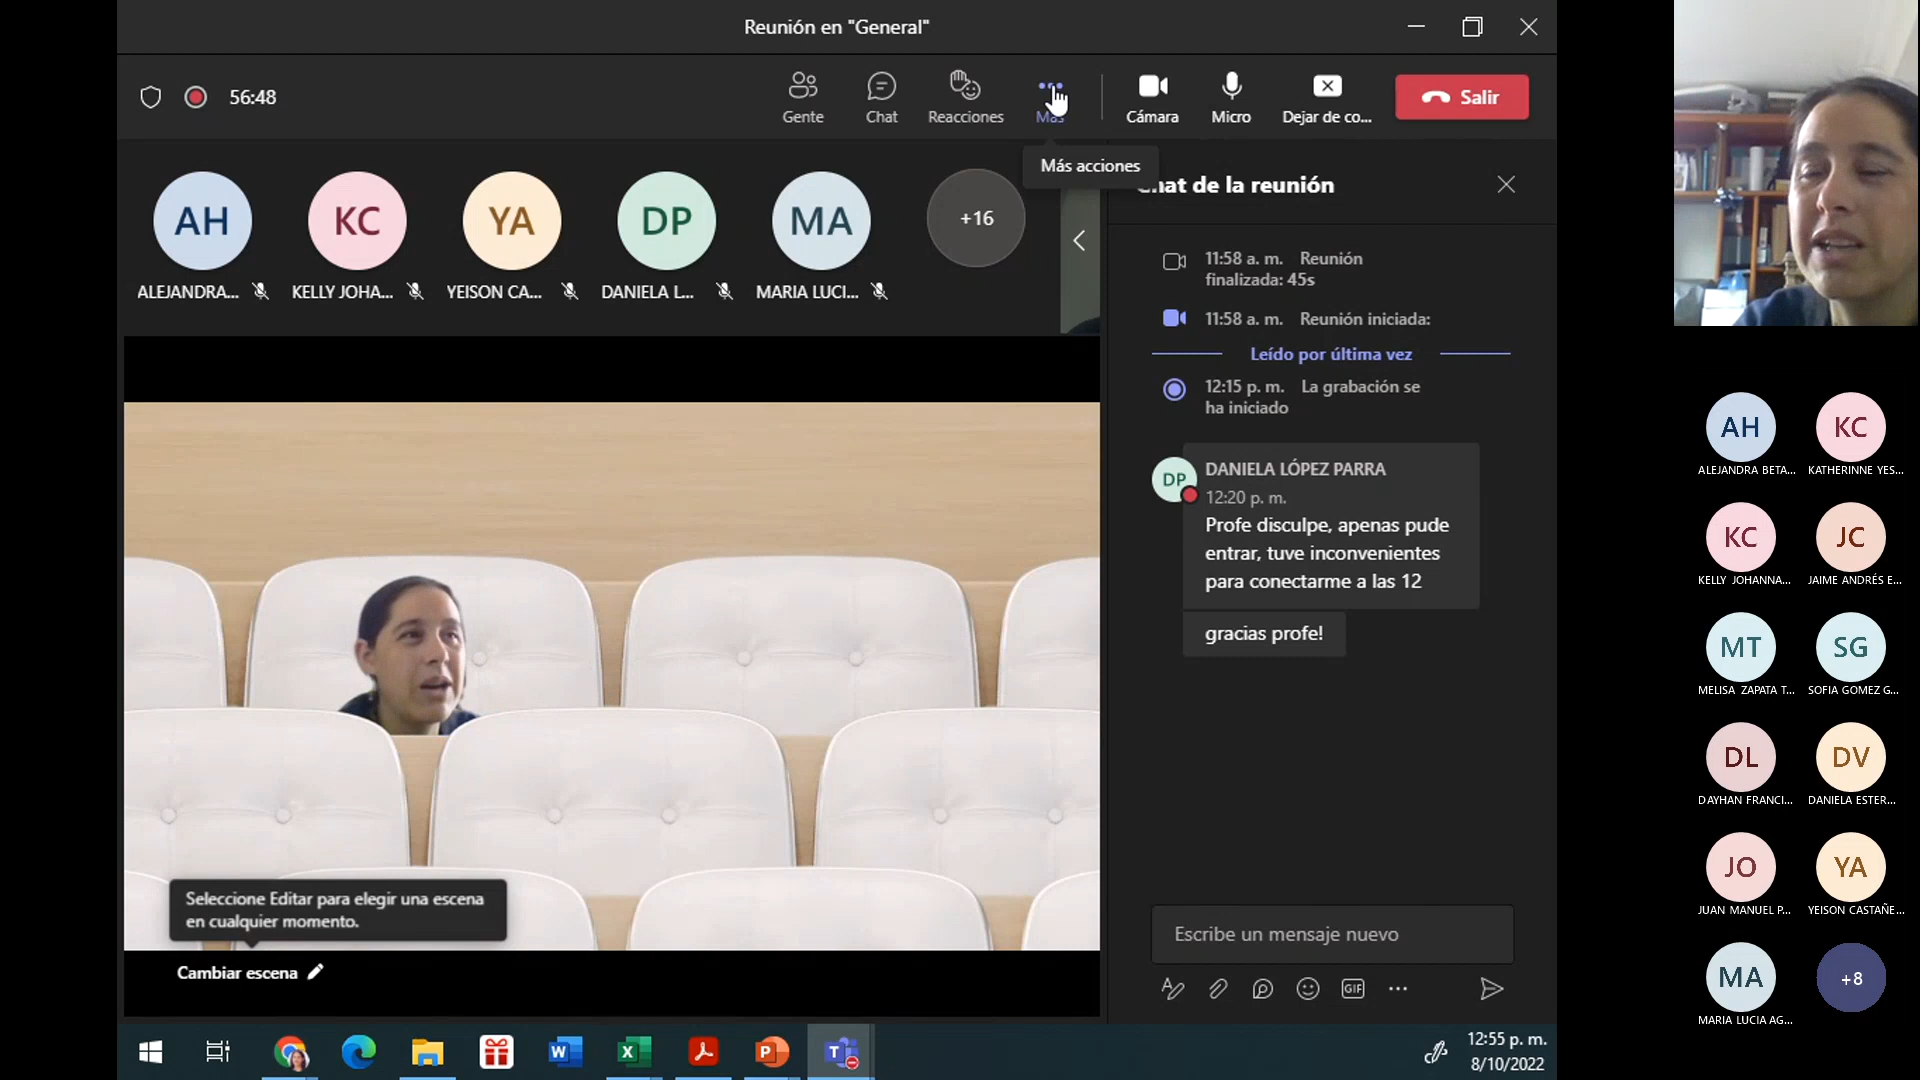 Reunión en "General"
56:48
Gente
Chat
Reacciones
Más
Cámara
Micro
Dejar de co...
Salir
Más acciones
AH
KC
YA
DP
MA
+16
ALEJANDRA...
KELLY JOHA...
YEISON CA...
DANIELA L...
MARIA LUCI...
Chat de la reunión
11:58 a. m. Reunión
finalizada: 45s
11:58 a. m. Reunión iniciada:
Leído por última vez
12:15 p. m. La grabación se
ha iniciado
DP
DANIELA LÓPEZ PARRA
12:20 p. m.
Profe disculpe, apenas pude
entrar, tuve inconvenientes
para conectarme a las 12
gracias profe!
Seleccione Editar para elegir una escena
en cualquier momento.
Cambiar escena
Escribe un mensaje nuevo
GIF
W
X
P
T
12:55 p. m.
8/10/2022
AH
KC
ALEJANDRA BETA...
KATHERINNE YES...
KC
JC
KELLY JOHANNA...
JAIME ANDRÉS E...
MT
SG
MELISA ZAPATA T...
SOFIA GOMEZ G...
DL
DV
DAYHAN FRANCI...
DANIELA ESTER...
JO
YA
JUAN MANUEL P...
YEISON CASTAÑE...
MA
+8
MARIA LUCIA AG...